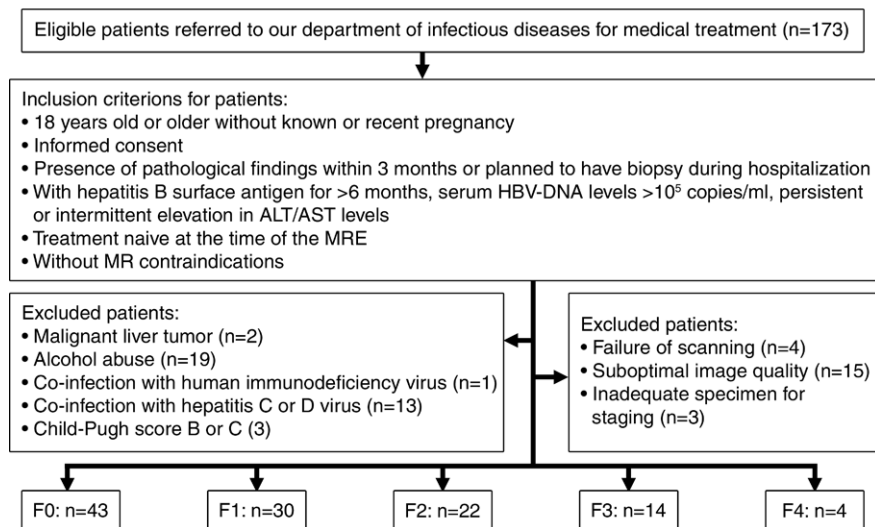 Eligible patients referred to our department of infectious diseases for medical treatment (n=173)
Inclusion criterions for patients:
• 18 years old or older without known or recent pregnancy
• Informed consent
• Presence of pathological findings within 3 months or planned to have biopsy during hospitalization
• With hepatitis B surface antigen for >6 months, serum HBV-DNA levels >10⁵ copies/ml, persistent
or intermittent elevation in ALT/AST levels
• Treatment naive at the time of the MRE
• Without MR contraindications
Excluded patients:
• Malignant liver tumor (n=2)
• Alcohol abuse (n=19)
• Co-infection with human immunodeficiency virus (n=1)
• Co-infection with hepatitis C or D virus (n=13)
• Child-Pugh score B or C (3)
Excluded patients:
• Failure of scanning (n=4)
• Suboptimal image quality (n=15)
• Inadequate specimen for
staging (n=3)
F0: n=43
F1: n=30
F2: n=22
F3: n=14
F4: n=4